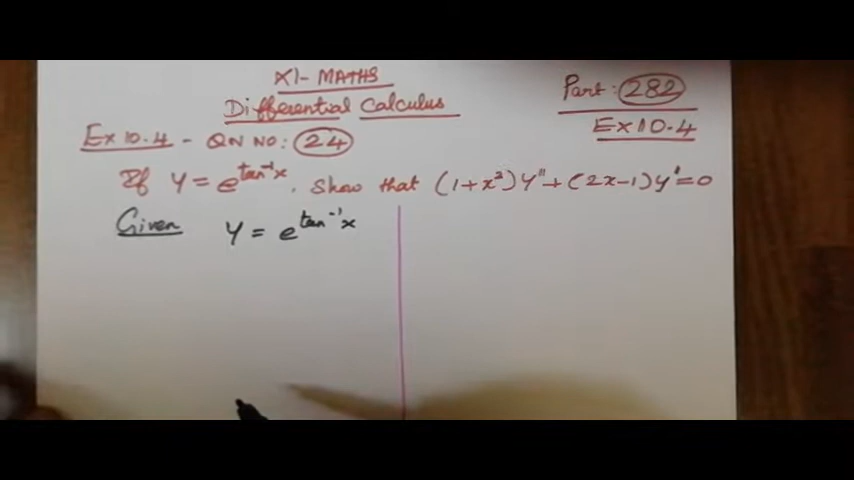 XI- MATHS
Differential Calculus
Part: 282
Ex 10.4
Ex 10.4 - QN NO: 24
If y = e^tan⁻¹x, Show that (1+x²)y'' + (2x-1)y' = 0
Given y = e^tan⁻¹x